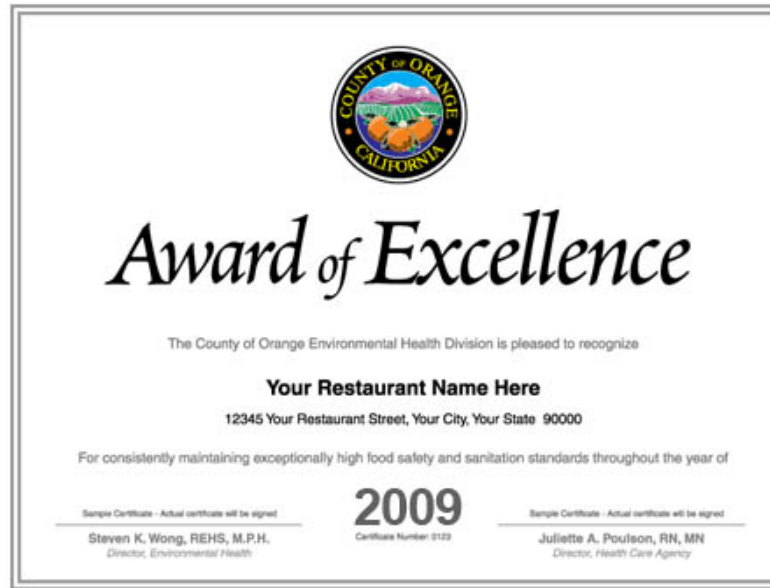 COUNTY OF ORANGE
CALIFORNIA
Award of Excellence
The County of Orange Environmental Health Division is pleased to recognize
Your Restaurant Name Here
12345 Your Restaurant Street, Your City, Your State 90000
For consistently maintaining exceptionally high food safety and sanitation standards throughout the year of
2009
Certificate Number: 0123
Sample Certificate - Actual certificate will be signed
Steven K. Wong, REHS, M.P.H.
Director, Environmental Health
Sample Certificate - Actual certificate will be signed
Juliette A. Poulson, RN, MN
Director, Health Care Agency